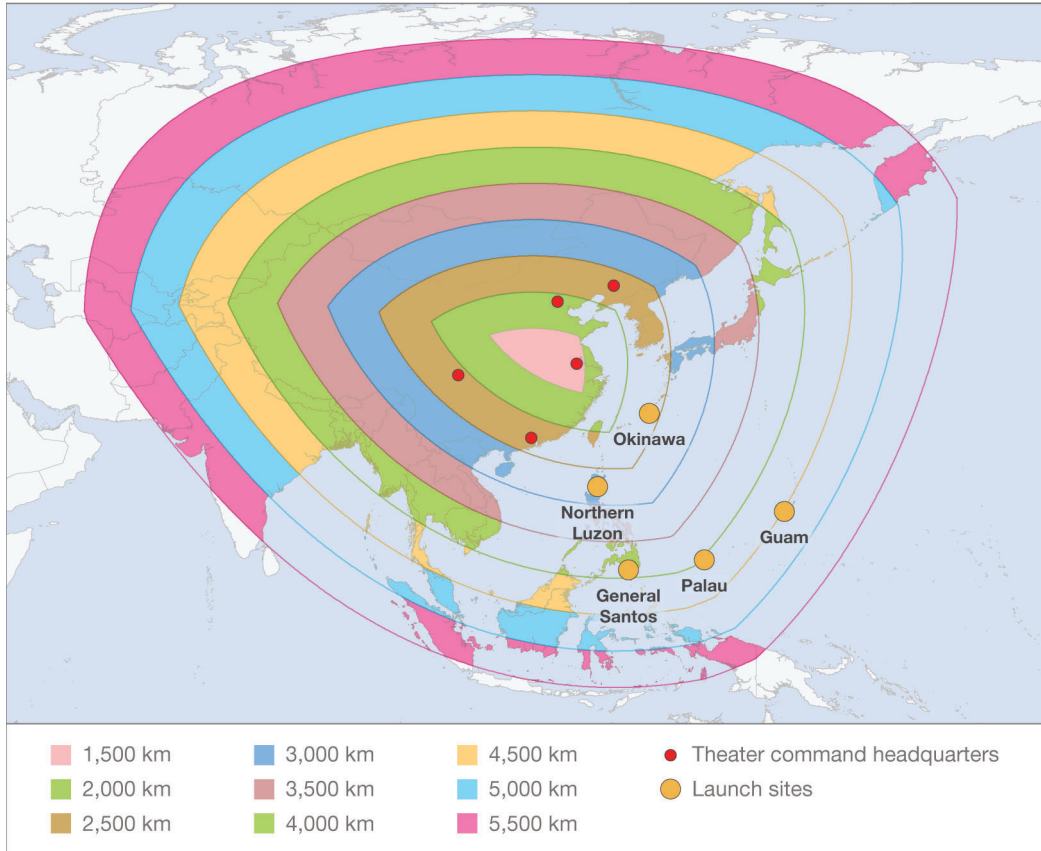 Okinawa
Northern
Luzon
Guam
Palau
General
Santos
1,500 km
2,000 km
2,500 km
3,000 km
3,500 km
4,000 km
4,500 km
5,000 km
5,500 km
Theater command headquarters
Launch sites